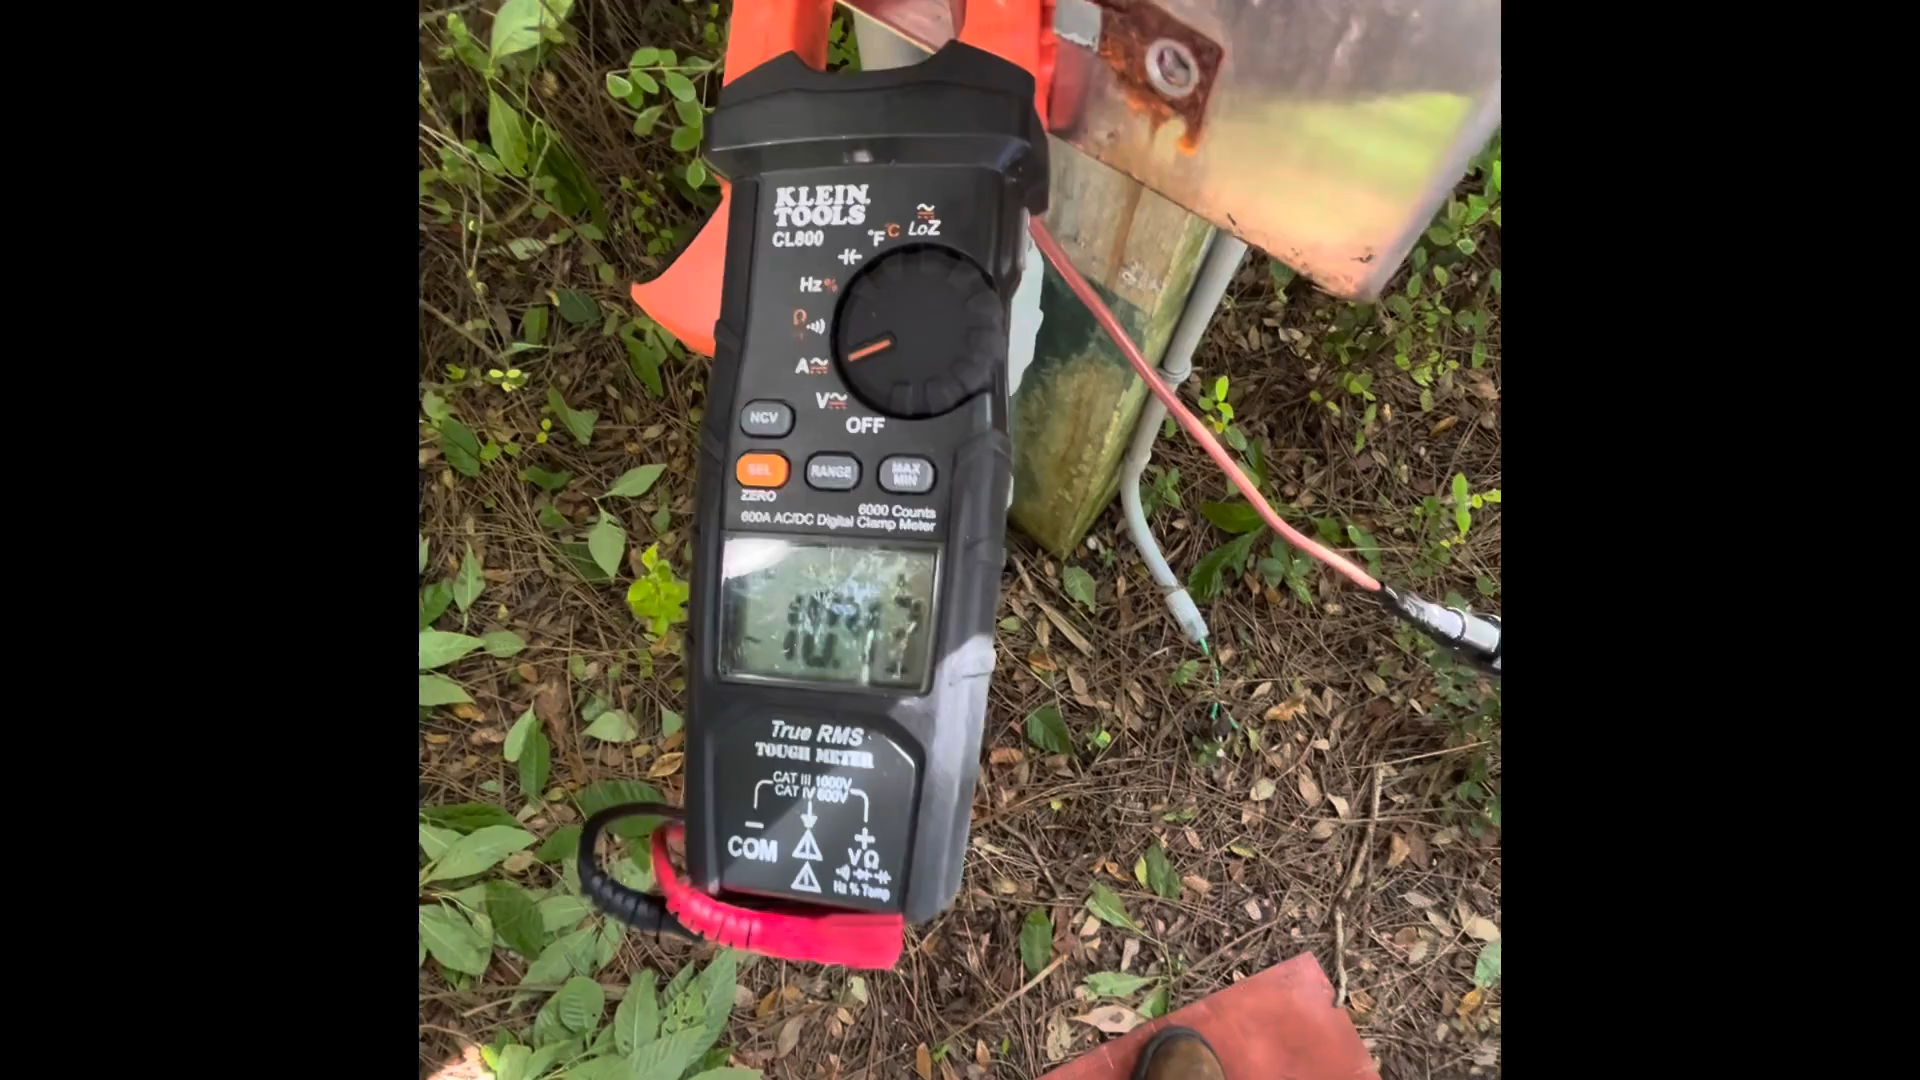 KLEIN
TOOLS
CL800
°F°C
LoZ
Hz%
A
V
OFF
NCV
SEL
RANGE
MAX
MIN
ZERO
6000 Counts
600A AC/DC Digital Clamp Meter
True RMS
TOUGH METER
CAT III 1000V
CAT IV 600V
COM
VΩ
Hz % Temp